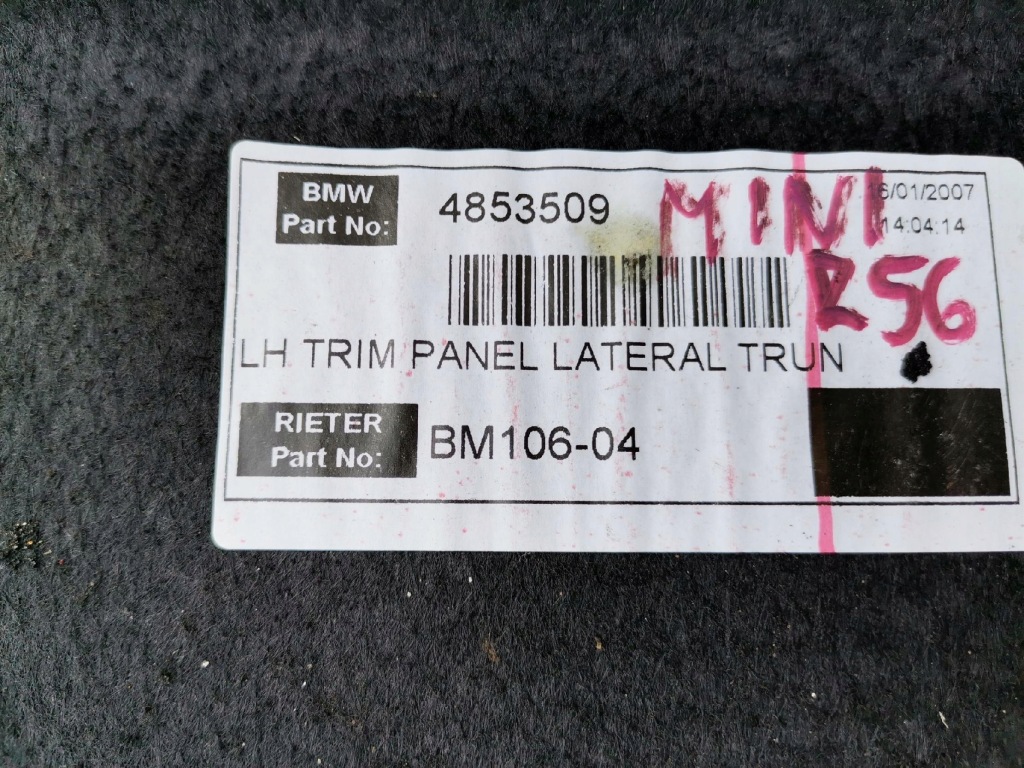 BMW
Part No:
4853509
MINI
R56
16/01/2007
14:04:14
LH TRIM PANEL LATERAL TRUN
RIETER
Part No:
BM106-04